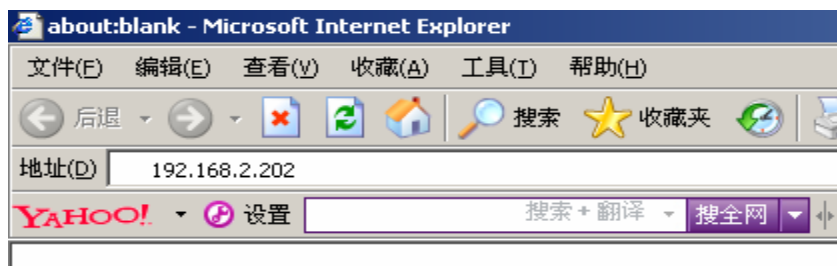 about:blank - Microsoft Internet Explorer
文件(F) 编辑(E) 查看(V) 收藏(A) 工具(T) 帮助(H)
后退 搜索 收藏夹
地址(D) 192.168.2.202
YAHOO! 设置 搜索+翻译 搜全网